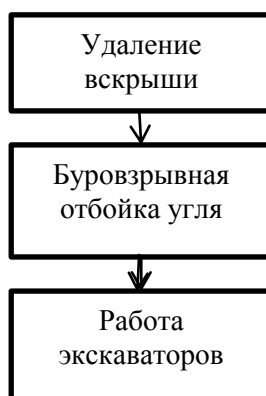 Удаление
вскрыши
Буровзрывная
отбойка угля
Работа
экскаваторов